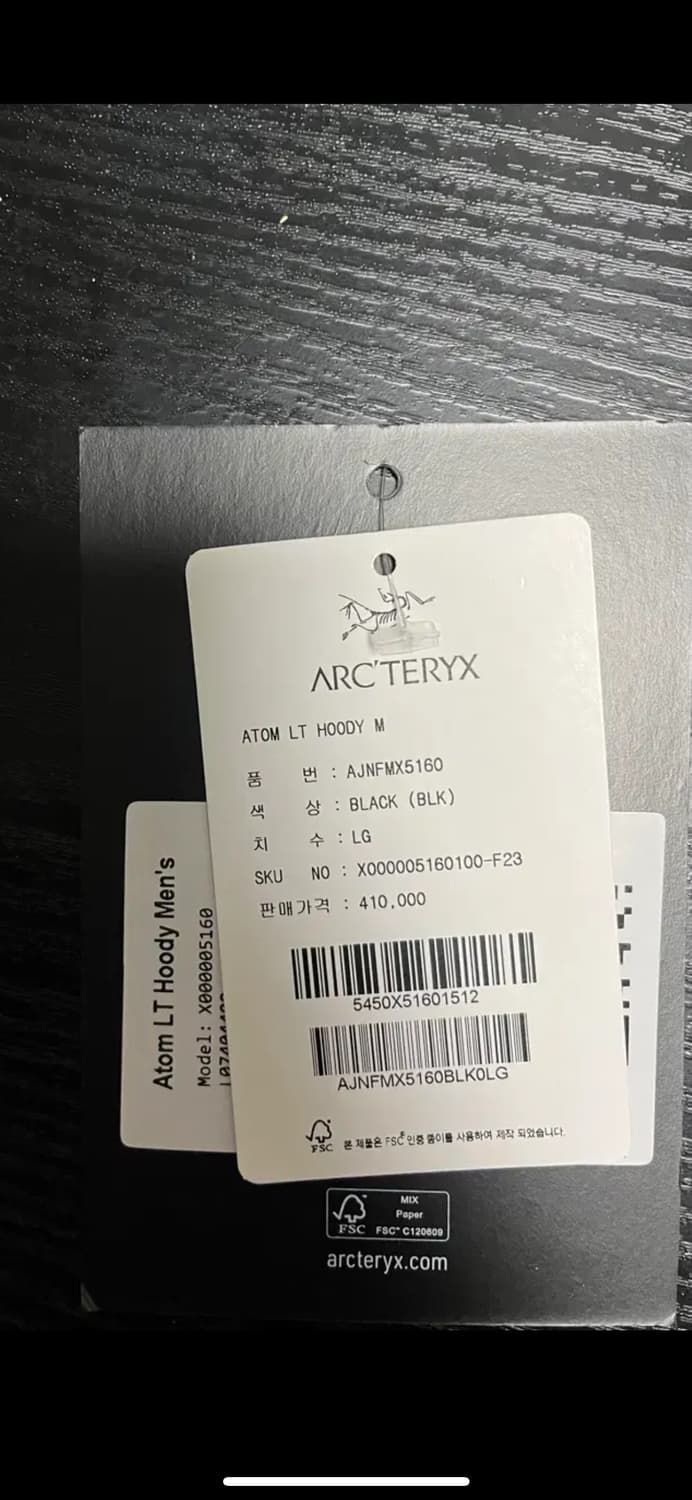 ARC'TERYX
ATOM LT HOODY M
품 번 : AJNFMX5160
색 상 : BLACK (BLK)
치 수 : LG
SKU NO : X000005160100-F23
판매가격 : 410,000
5450X51601512
AJNFMX5160BLK0LG
FSC 본 제품은 FSC 인증 종이를 사용하여 제작 되었습니다.
Atom LT Hoody Men's
Model: X000005160
MIX
Paper
FSC FSC™ C120609
arcteryx.com